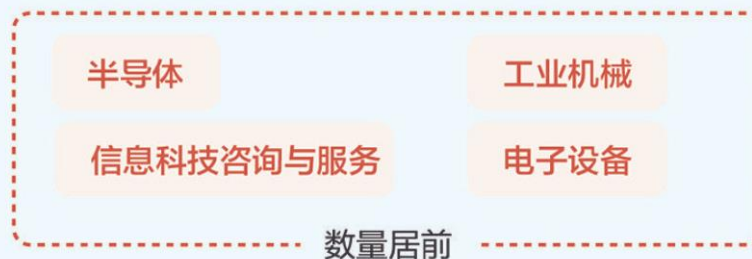 半导体
工业机械
信息科技咨询与服务
电子设备
数量居前